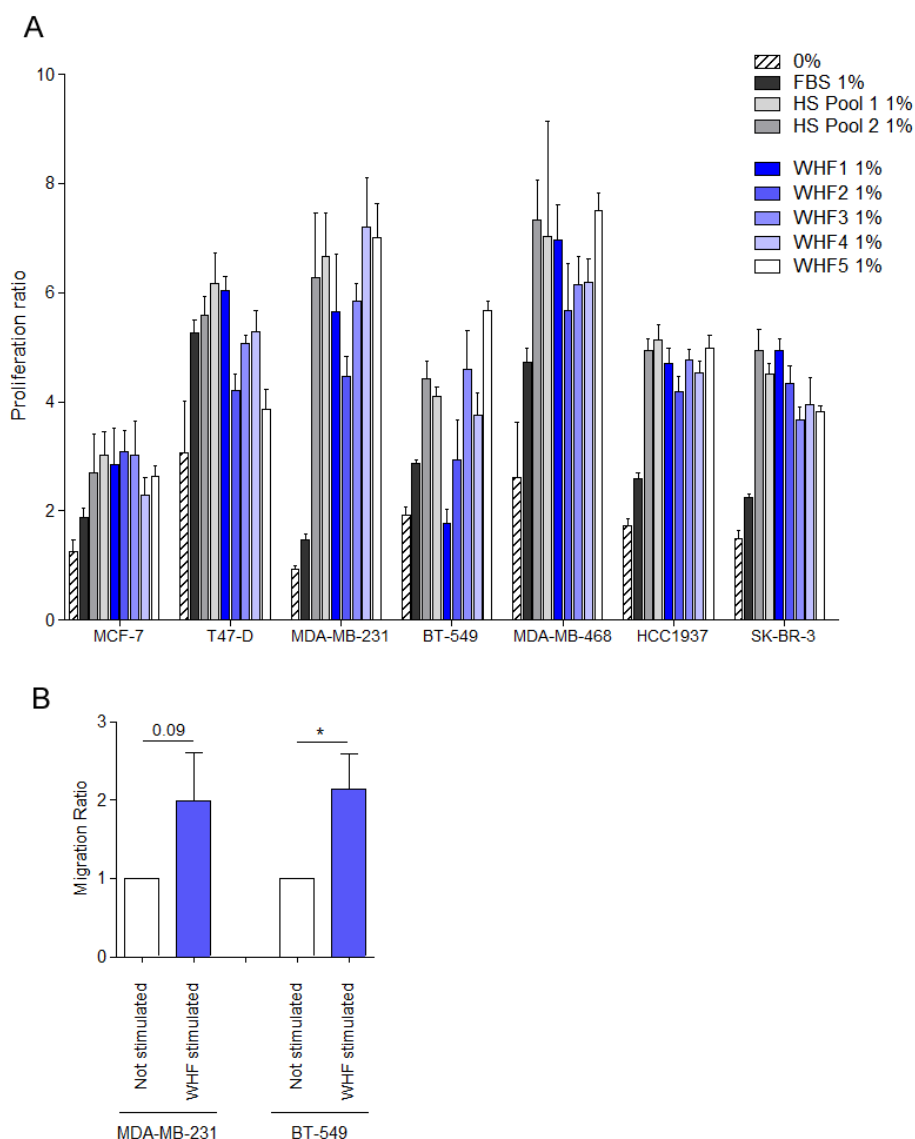 A
10
8
6
4
2
0
Proliferation ratio
0%
FBS 1%
HS Pool 1 1%
HS Pool 2 1%
WHF1 1%
WHF2 1%
WHF3 1%
WHF4 1%
WHF5 1%
MCF-7 T47-D MDA-MB-231 BT-549 MDA-MB-468 HCC1937 SK-BR-3
B
3
2
1
0
Migration Ratio
0.09 *
Not stimulated
WHF stimulated
Not stimulated
WHF stimulated
MDA-MB-231 BT-549